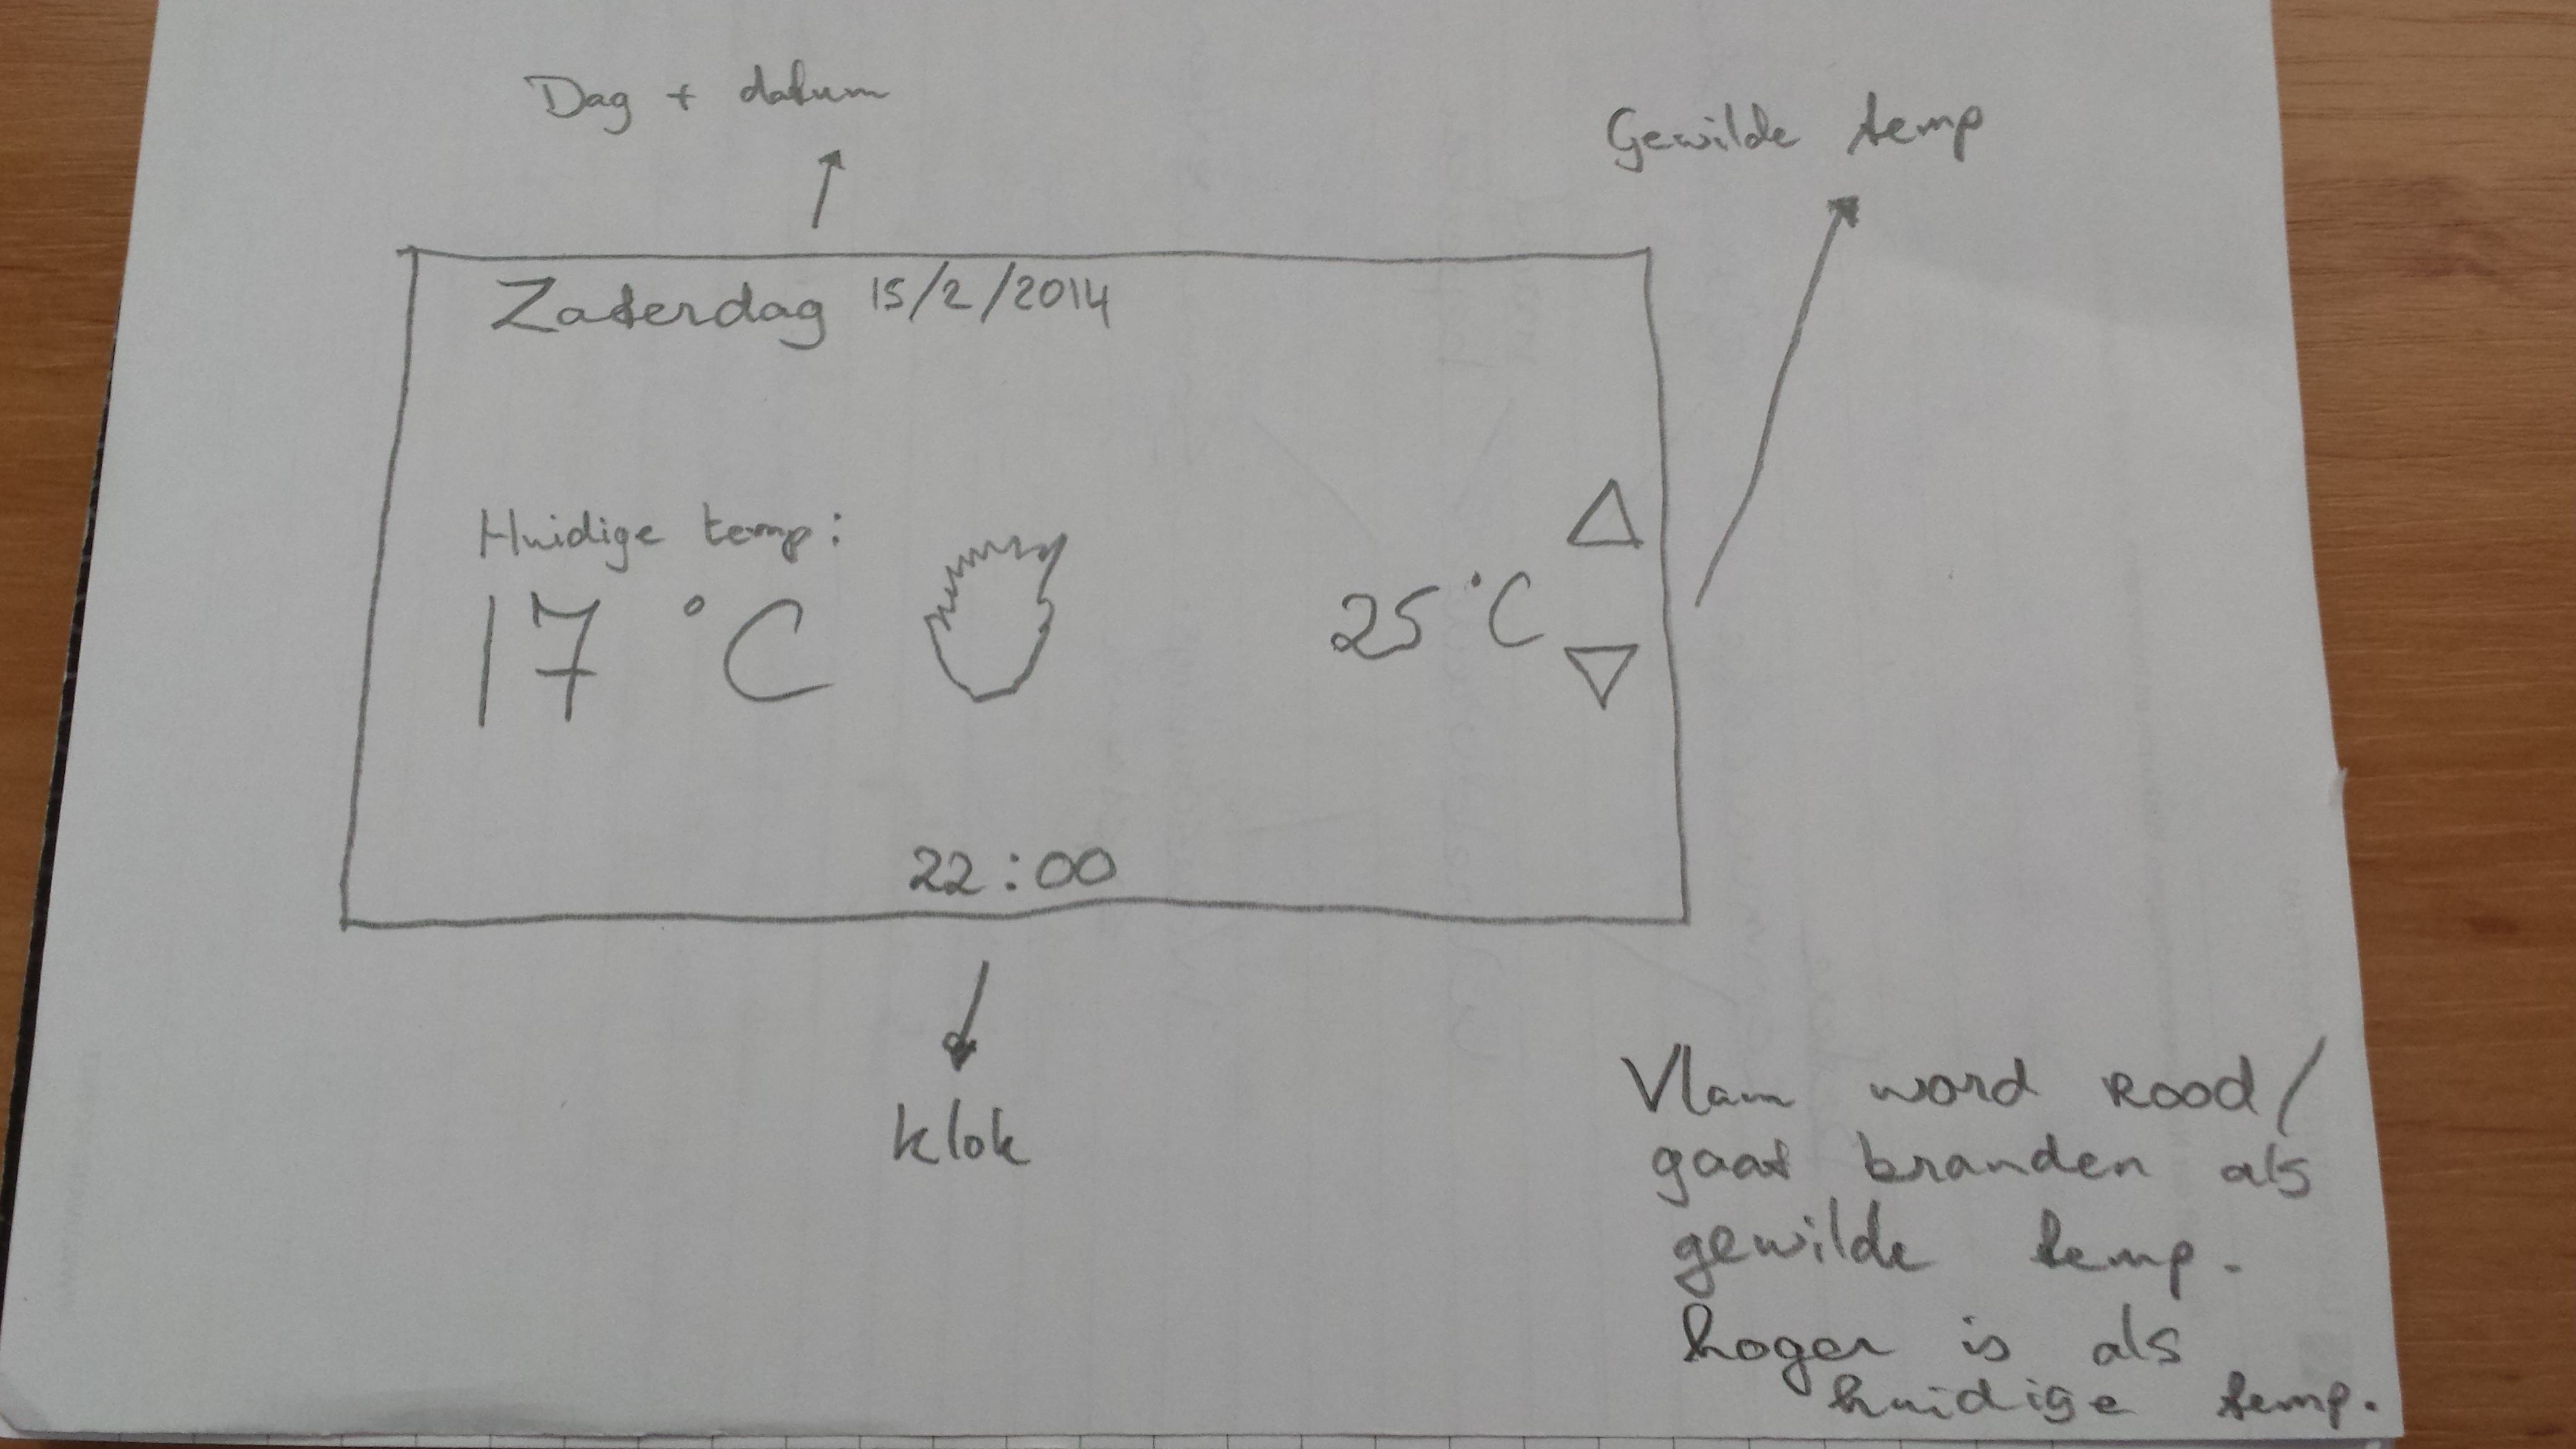 Dag + datum
Gewilde temp
Zaterdag 15/2/2014
Huidige temp:
17 °C
25 °C
22:00
klok
Vlam word rood/
gaat branden als
gewilde temp.
hoger is als
huidige temp.